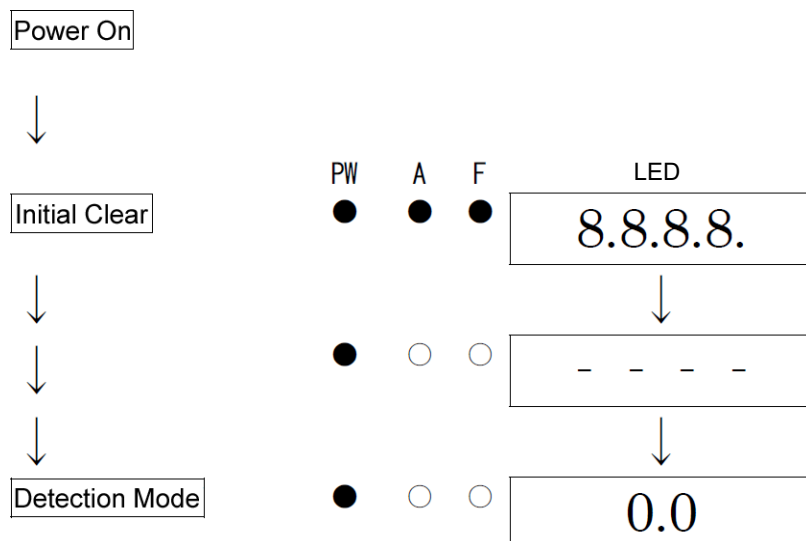 Power On
PW A F LED
Initial Clear 8.8.8.8.
- - - -
Detection Mode 0.0